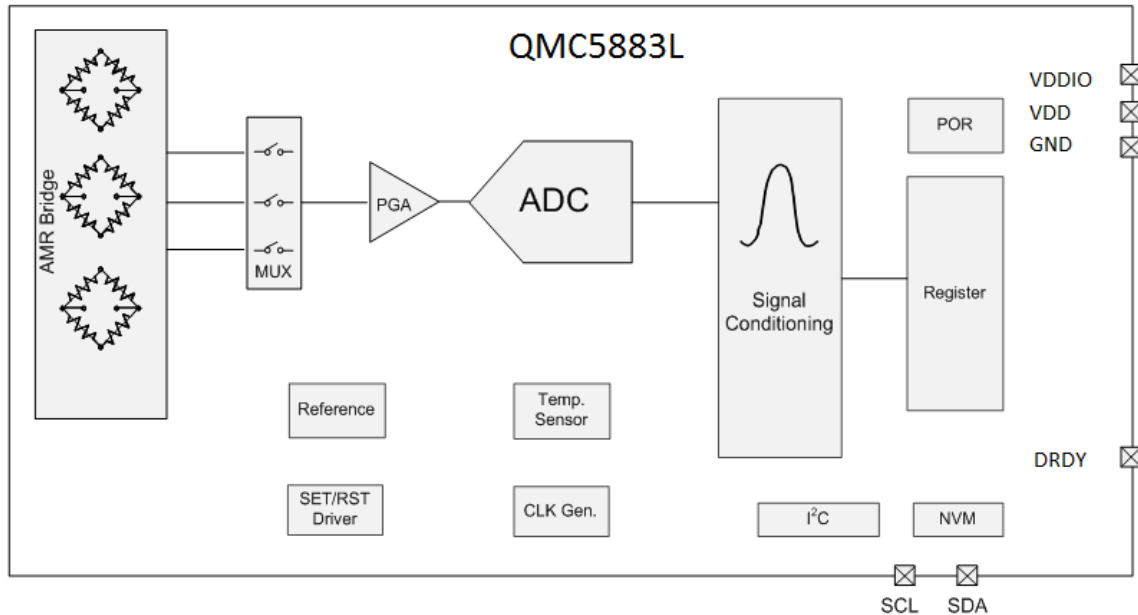 QMC5883L
AMR Bridge
MUX
PGA
ADC
Signal
Conditioning
POR
Register
VDDIO
VDD
GND
Reference
Temp.
Sensor
DRDY
SET/RST
Driver
CLK Gen.
I²C
NVM
SCL
SDA